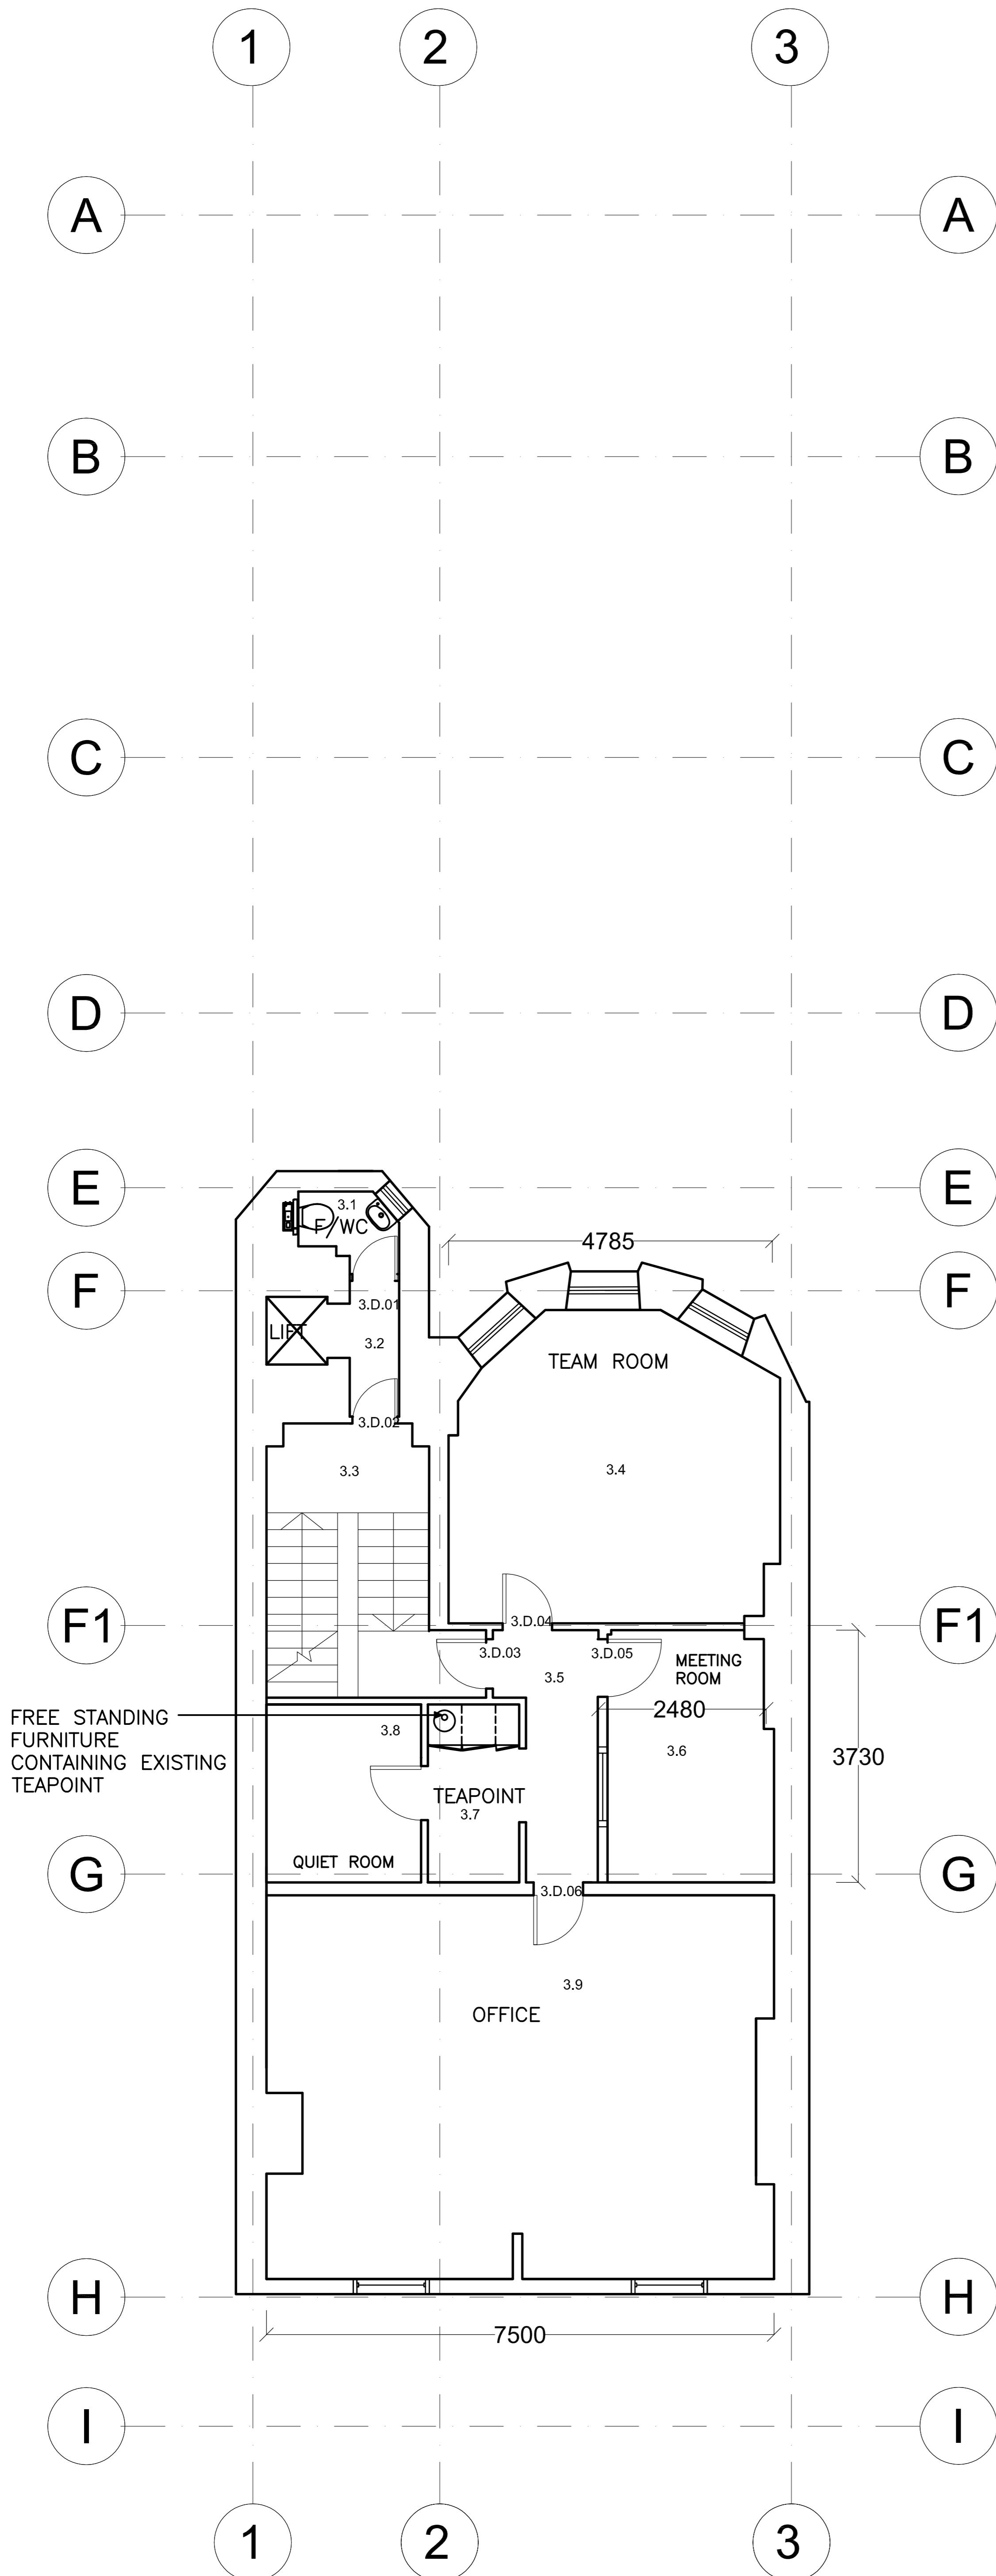 1 2 3
A A
B B
C C
D D
E E
3.1
F/WC
4785
F F
3.D.01
LIFT
3.2
TEAM ROOM
3.D.02
3.3
3.4
F1 F1
3.D.04
3.D.03
3.D.05
MEETING
ROOM
3.5
2480
FREE STANDING
FURNITURE
CONTAINING EXISTING
TEAPOINT
3.8
3.6
3730
TEAPOINT
3.7
QUIET ROOM
G G
3.D.06
3.9
OFFICE
H H
7500
I I
1 2 3